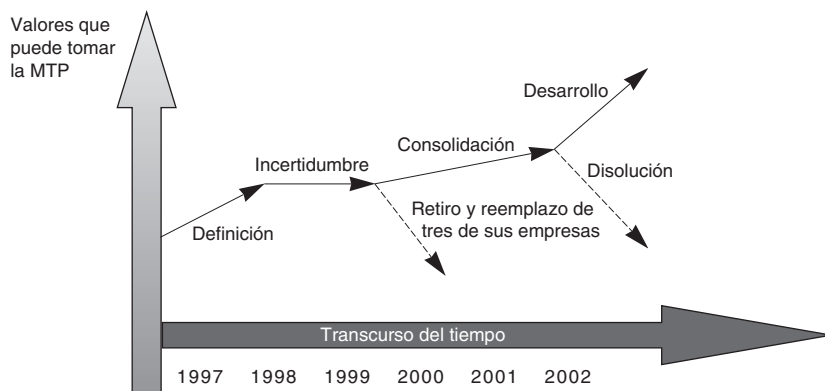 Valores que
puede tomar
la MTP
Desarrollo
Consolidación
Incertidumbre
Disolución
Retiro y reemplazo de
tres de sus empresas
Definición
Transcurso del tiempo
1997 1998 1999 2000 2001 2002